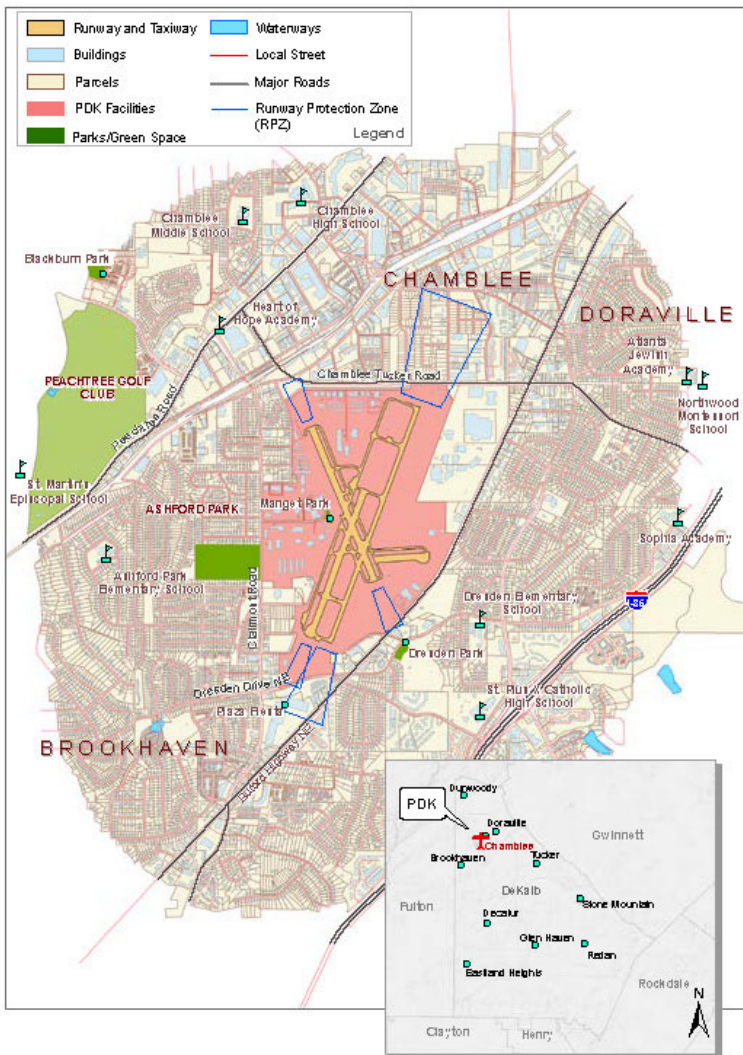 Runway and Taxiway
Buildings
Parcels
PDK Facilities
Parks/Green Space
Waterways
Local Street
Major Roads
Runway Protection Zone
(RPZ)
Legend
Chamblee
Middle School
Chamblee
High School
Blackburn Park
CHAMBLEE
DORAVILLE
Heart of
Hope Academy
Atlanta
Jewish
Academy
PEACHTREE GOLF
CLUB
Chamblee Tucker Road
Northwood
Montessori
School
Peachtree Road
St. Martin's
Episcopal School
ASHFORD PARK
Manget Park
Sophia Academy
Ashford Park
Elementary School
Clairmont Road
Dresden Elementary
School
Dresden Park
Dresden Drive NE
St. Pius X Catholic
High School
Plaza Fiesta
BROOKHAVEN
Buford Highway NE
PDK
Dunwoody
Doraville
Chamblee
Gwinnett
Brookhaven
Tucker
DeKalb
Fulton
Stone Mountain
Decatur
Glen Haven
Redan
Eastland Heights
Rockdale
N
Clayton
Henry